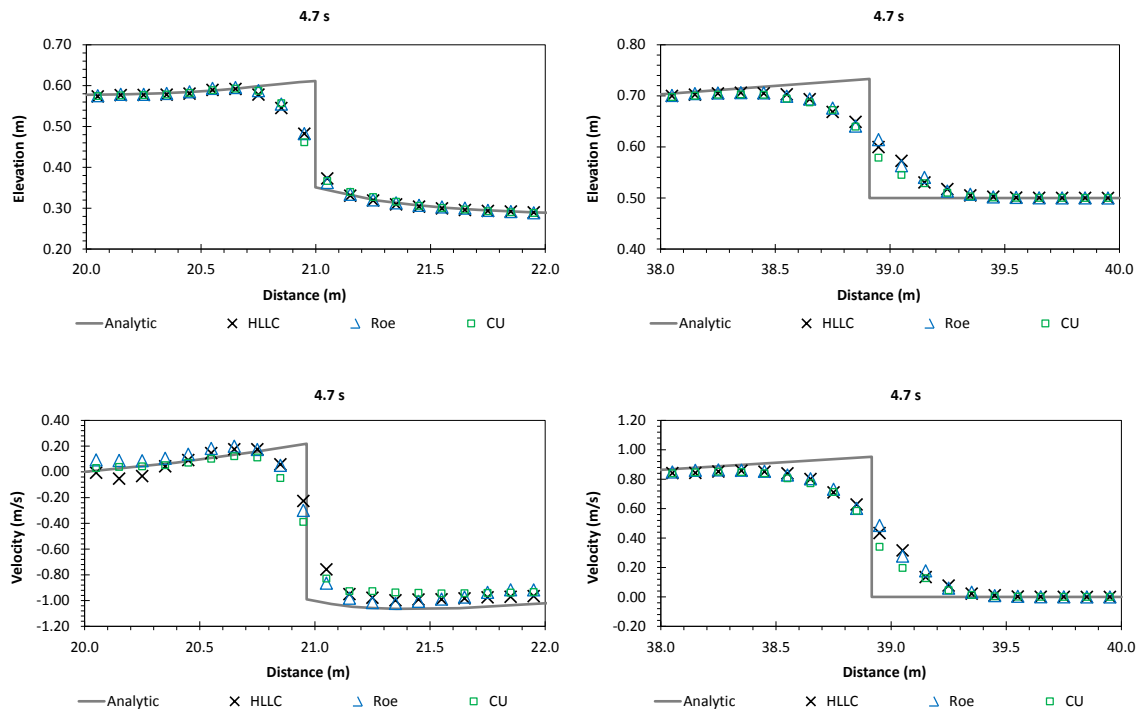 4.7 s
Elevation (m)
0.70
0.60
0.50
0.40
0.30
0.20
20.0 20.5 21.0 21.5 22.0
Distance (m)
Analytic HLLC Roe CU
4.7 s
Elevation (m)
0.80
0.70
0.60
0.50
0.40
38.0 38.5 39.0 39.5 40.0
Distance (m)
Analytic HLLC Roe CU
4.7 s
Velocity (m/s)
0.40
0.20
0.00
-0.20
-0.40
-0.60
-0.80
-1.00
-1.20
20.0 20.5 21.0 21.5 22.0
Distance (m)
Analytic HLLC Roe CU
4.7 s
Velocity (m/s)
1.20
1.00
0.80
0.60
0.40
0.20
0.00
-0.20
38.0 38.5 39.0 39.5 40.0
Distance (m)
Analytic HLLC Roe CU